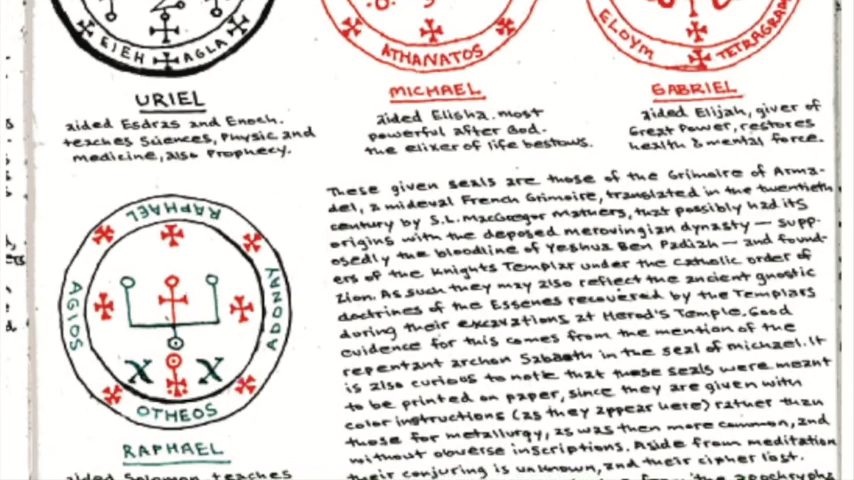 EIEH AGLA
ATHANATOS
ELOYM TETRAGRAM
URIEL
aided Esdras and Enoch.
teaches Sciences, Physic and
medicine, also Prophecy.
MICHAEL
aided Elisha. most
powerful after God.
the elixer of life bestows.
GABRIEL
aided Elijah, giver of
Great Power, restores
health & mental force.
RAPHAEL
AGIOS
ADONAY
X X
OTHEOS
RAPHAEL
aided Solomon, teaches
These given seals are those of the Grimoire of Arma-
del, a mideval French Grimoire, translated in the twentieth
century by S.L. MacGregor Mathers, that possibly had its
origins with the deposed merovingian dynasty — supp-
osedly the bloodline of Yeshua Ben Padizh — and found-
ers of the Knights Templar under the Catholic order of
Zion. As such they may also reflect the ancient gnostic
doctrines of the Essenes recovered by the Templars
during their excavations at Herod's Temple. Good
evidence for this comes from the mention of the
repentant archon Sabaoth in the seal of michael. It
is also curious to note that these seals were meant
to be printed on paper, since they are given with
color instructions (as they appear here) rather than
those for metallurgy, as was then more common, and
without obverse inscriptions. Aside from meditation
their conjuring is unknown, and their cipher lost.
from the apocrypha